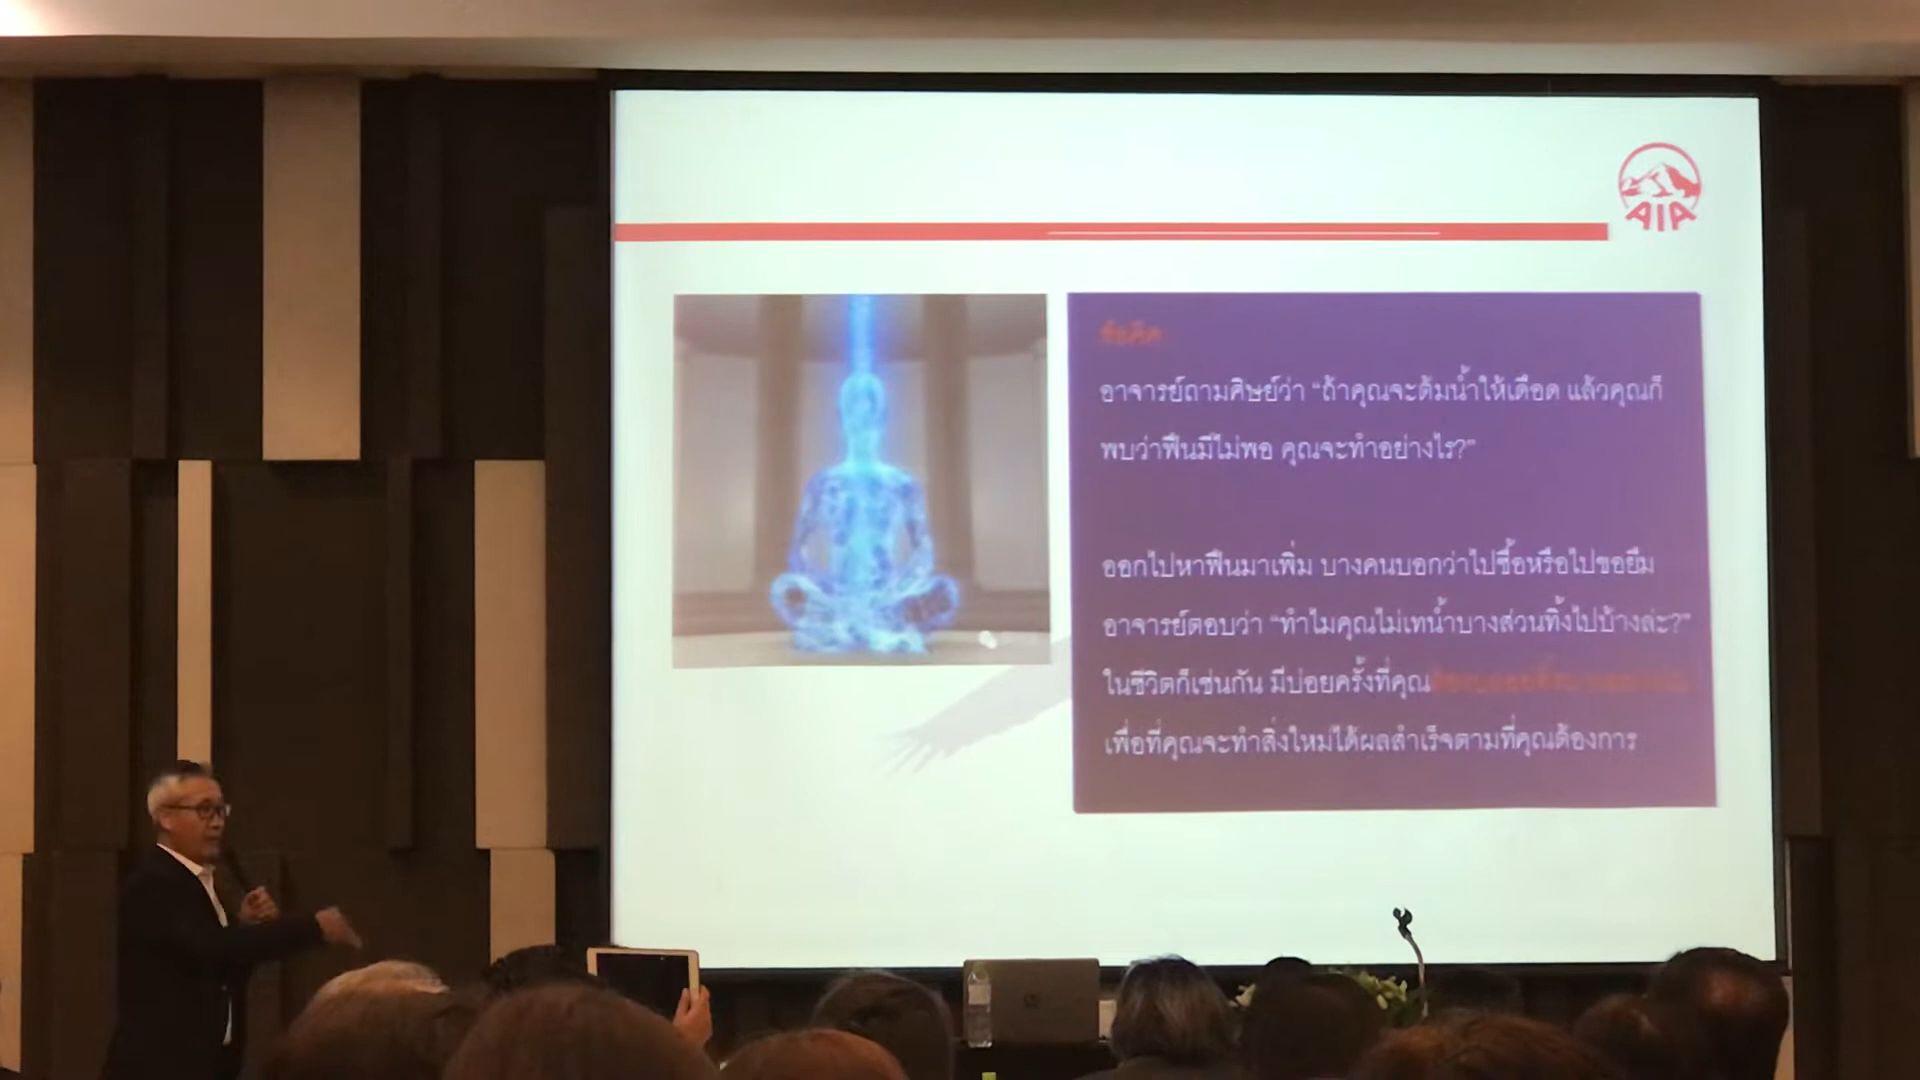 AIA
ข้อคิด
อาจารย์ถามศิษย์ว่า “ถ้าคุณจะต้มน้ำให้เดือด แล้วคุณก็
พบว่าฟืนมีไม่พอ คุณจะทำอย่างไร?”
ออกไปหาฟืนมาเพิ่ม บางคนบอกว่าไปซื้อหรือไปขอยืม
อาจารย์ตอบว่า “ทำไมคุณไม่เทน้ำบางส่วนทิ้งไปบ้างล่ะ?”
ในชีวิตก็เช่นกัน มีบ่อยครั้งที่คุณ
เพื่อที่คุณจะทำสิ่งใหม่ได้ผลสำเร็จตามที่คุณต้องการ